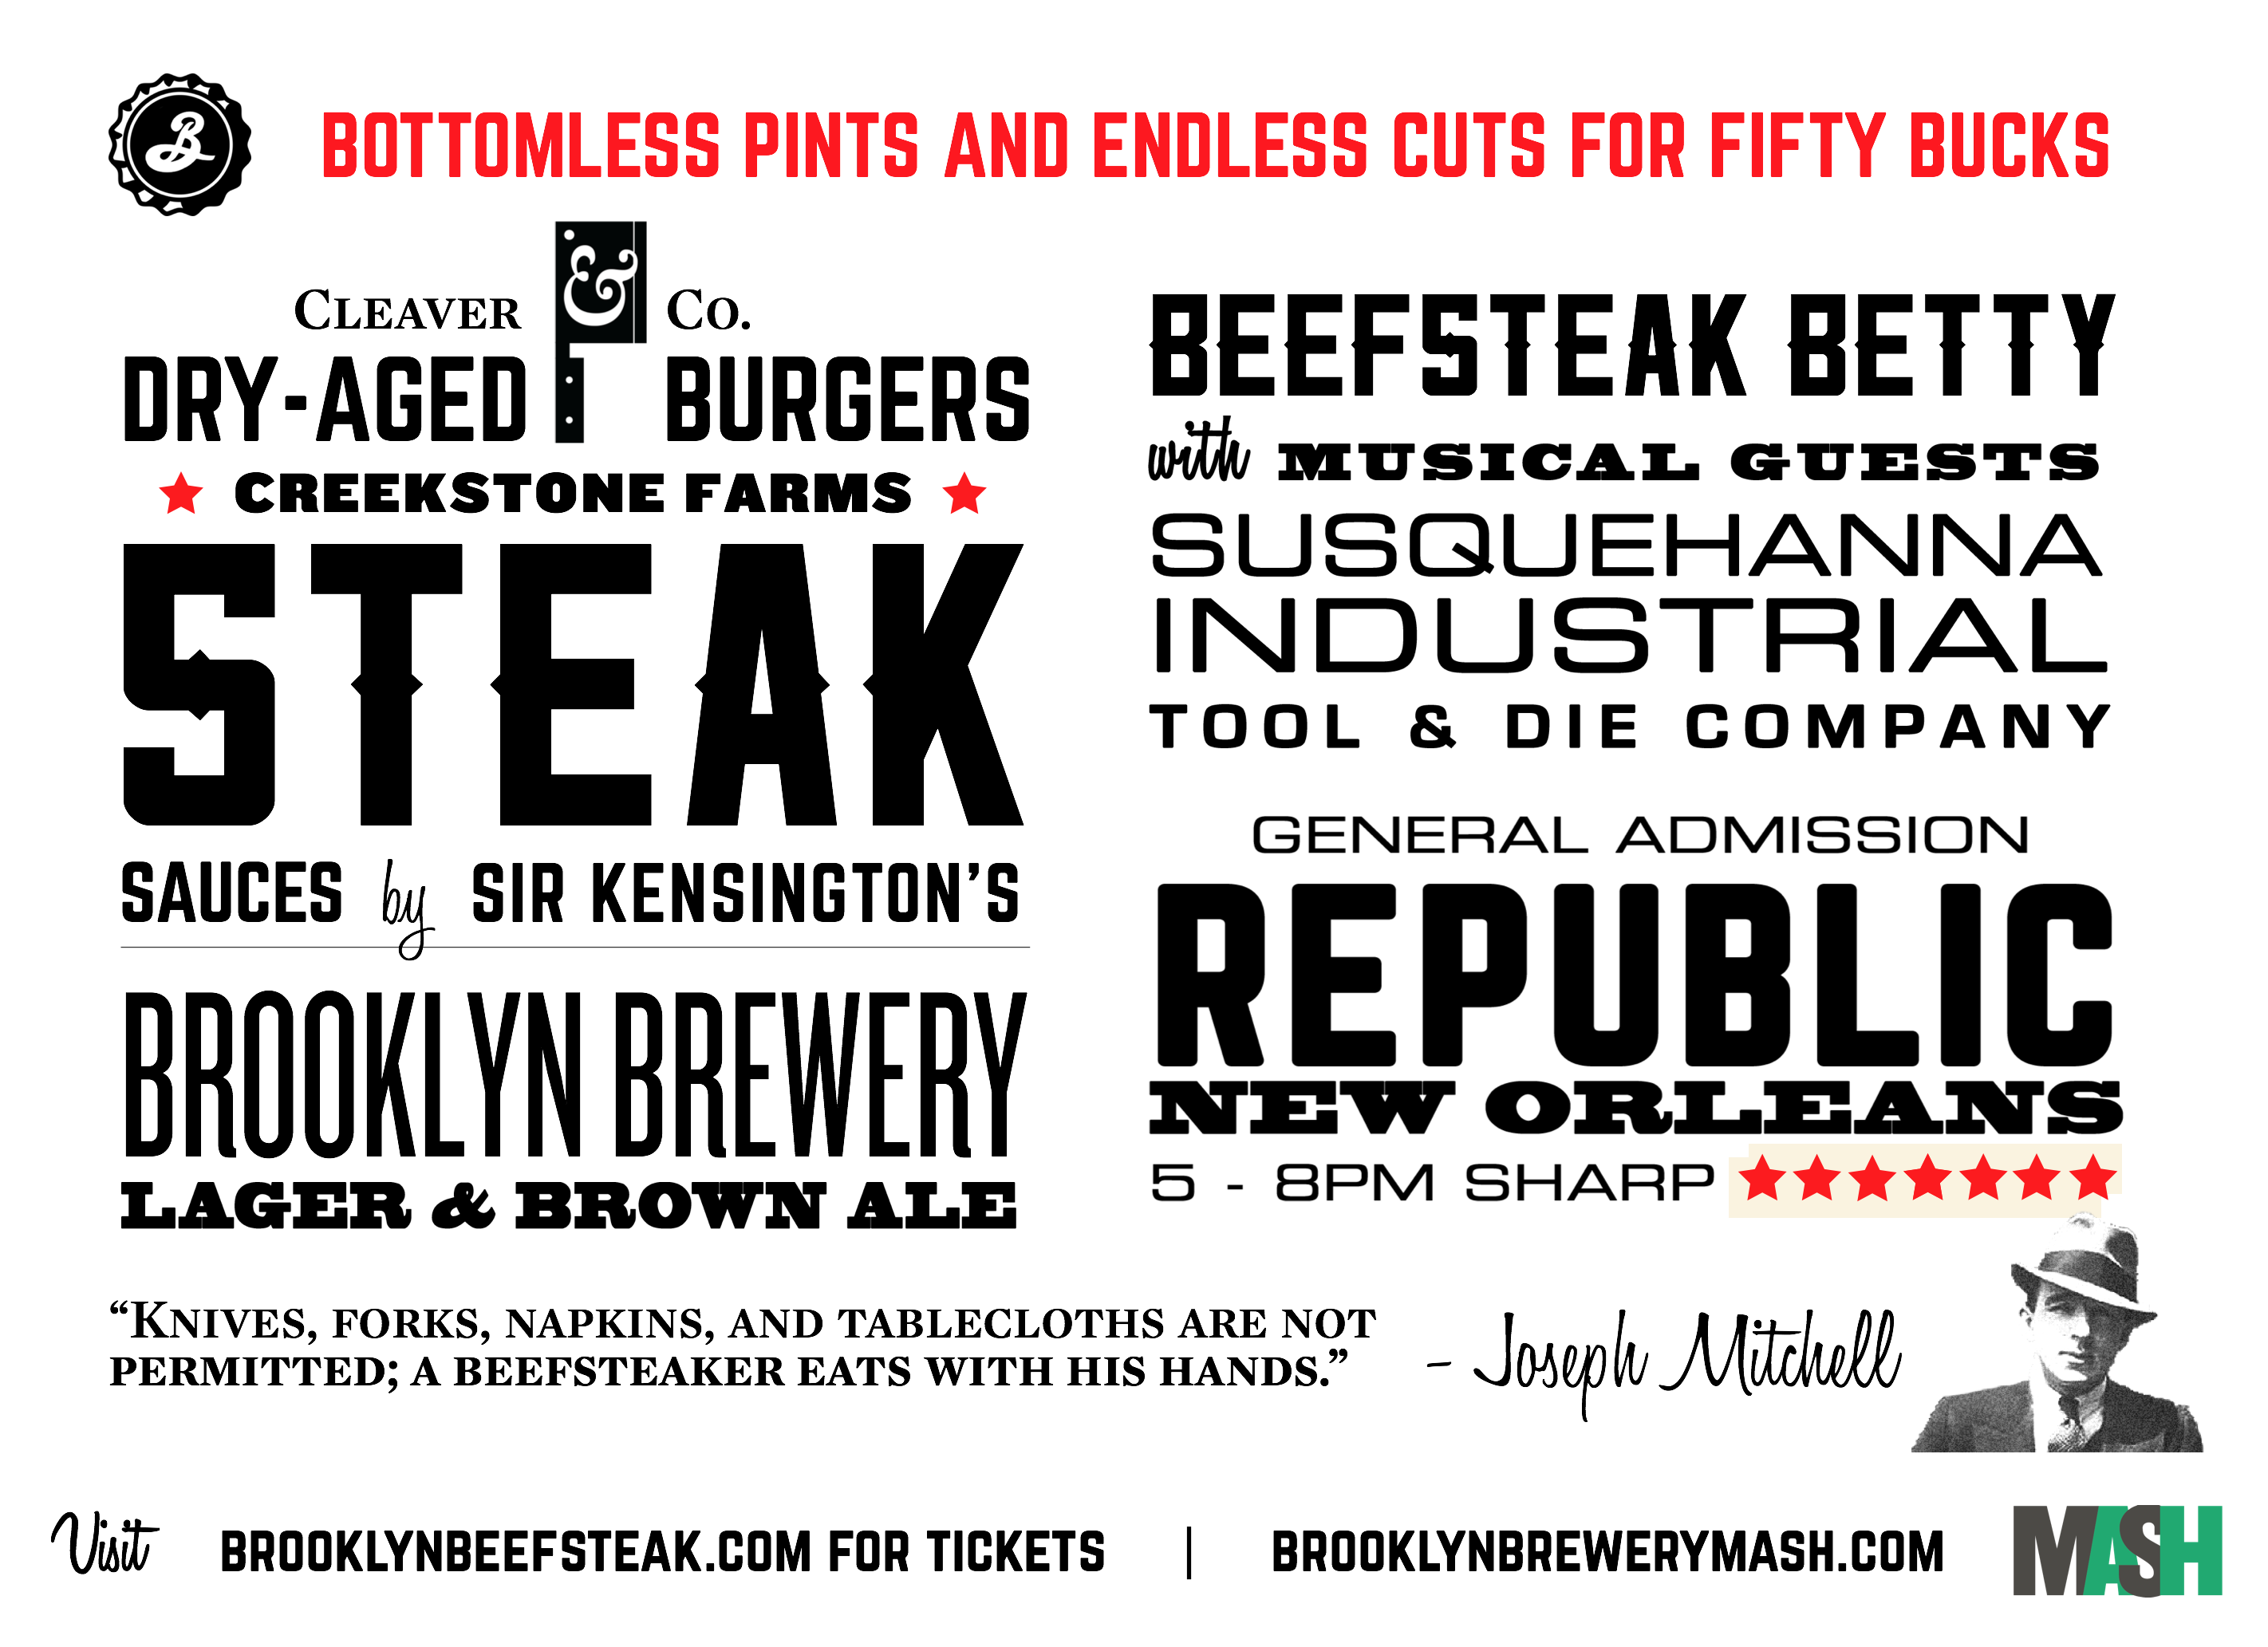 B
BOTTOMLESS PINTS AND ENDLESS CUTS FOR FIFTY BUCKS
CLEAVER & CO.
DRY-AGED BURGERS
CREEKSTONE FARMS
STEAK
SAUCES by SIR KENSINGTON’S
BROOKLYN BREWERY
LAGER & BROWN ALE
BEEFSTEAK BETTY
with MUSICAL GUESTS
SUSQUEHANNA
INDUSTRIAL
TOOL & DIE COMPANY
GENERAL ADMISSION
REPUBLIC
NEW ORLEANS
5 - 8PM SHARP
“KNIVES, FORKS, NAPKINS, AND TABLECLOTHS ARE NOT
PERMITTED; A BEEFSTEAKER EATS WITH HIS HANDS.” - Joseph Mitchell
Visit BROOKLYNBEEFSTEAK.COM FOR TICKETS | BROOKLYNBREWERYMASH.COM
MASH